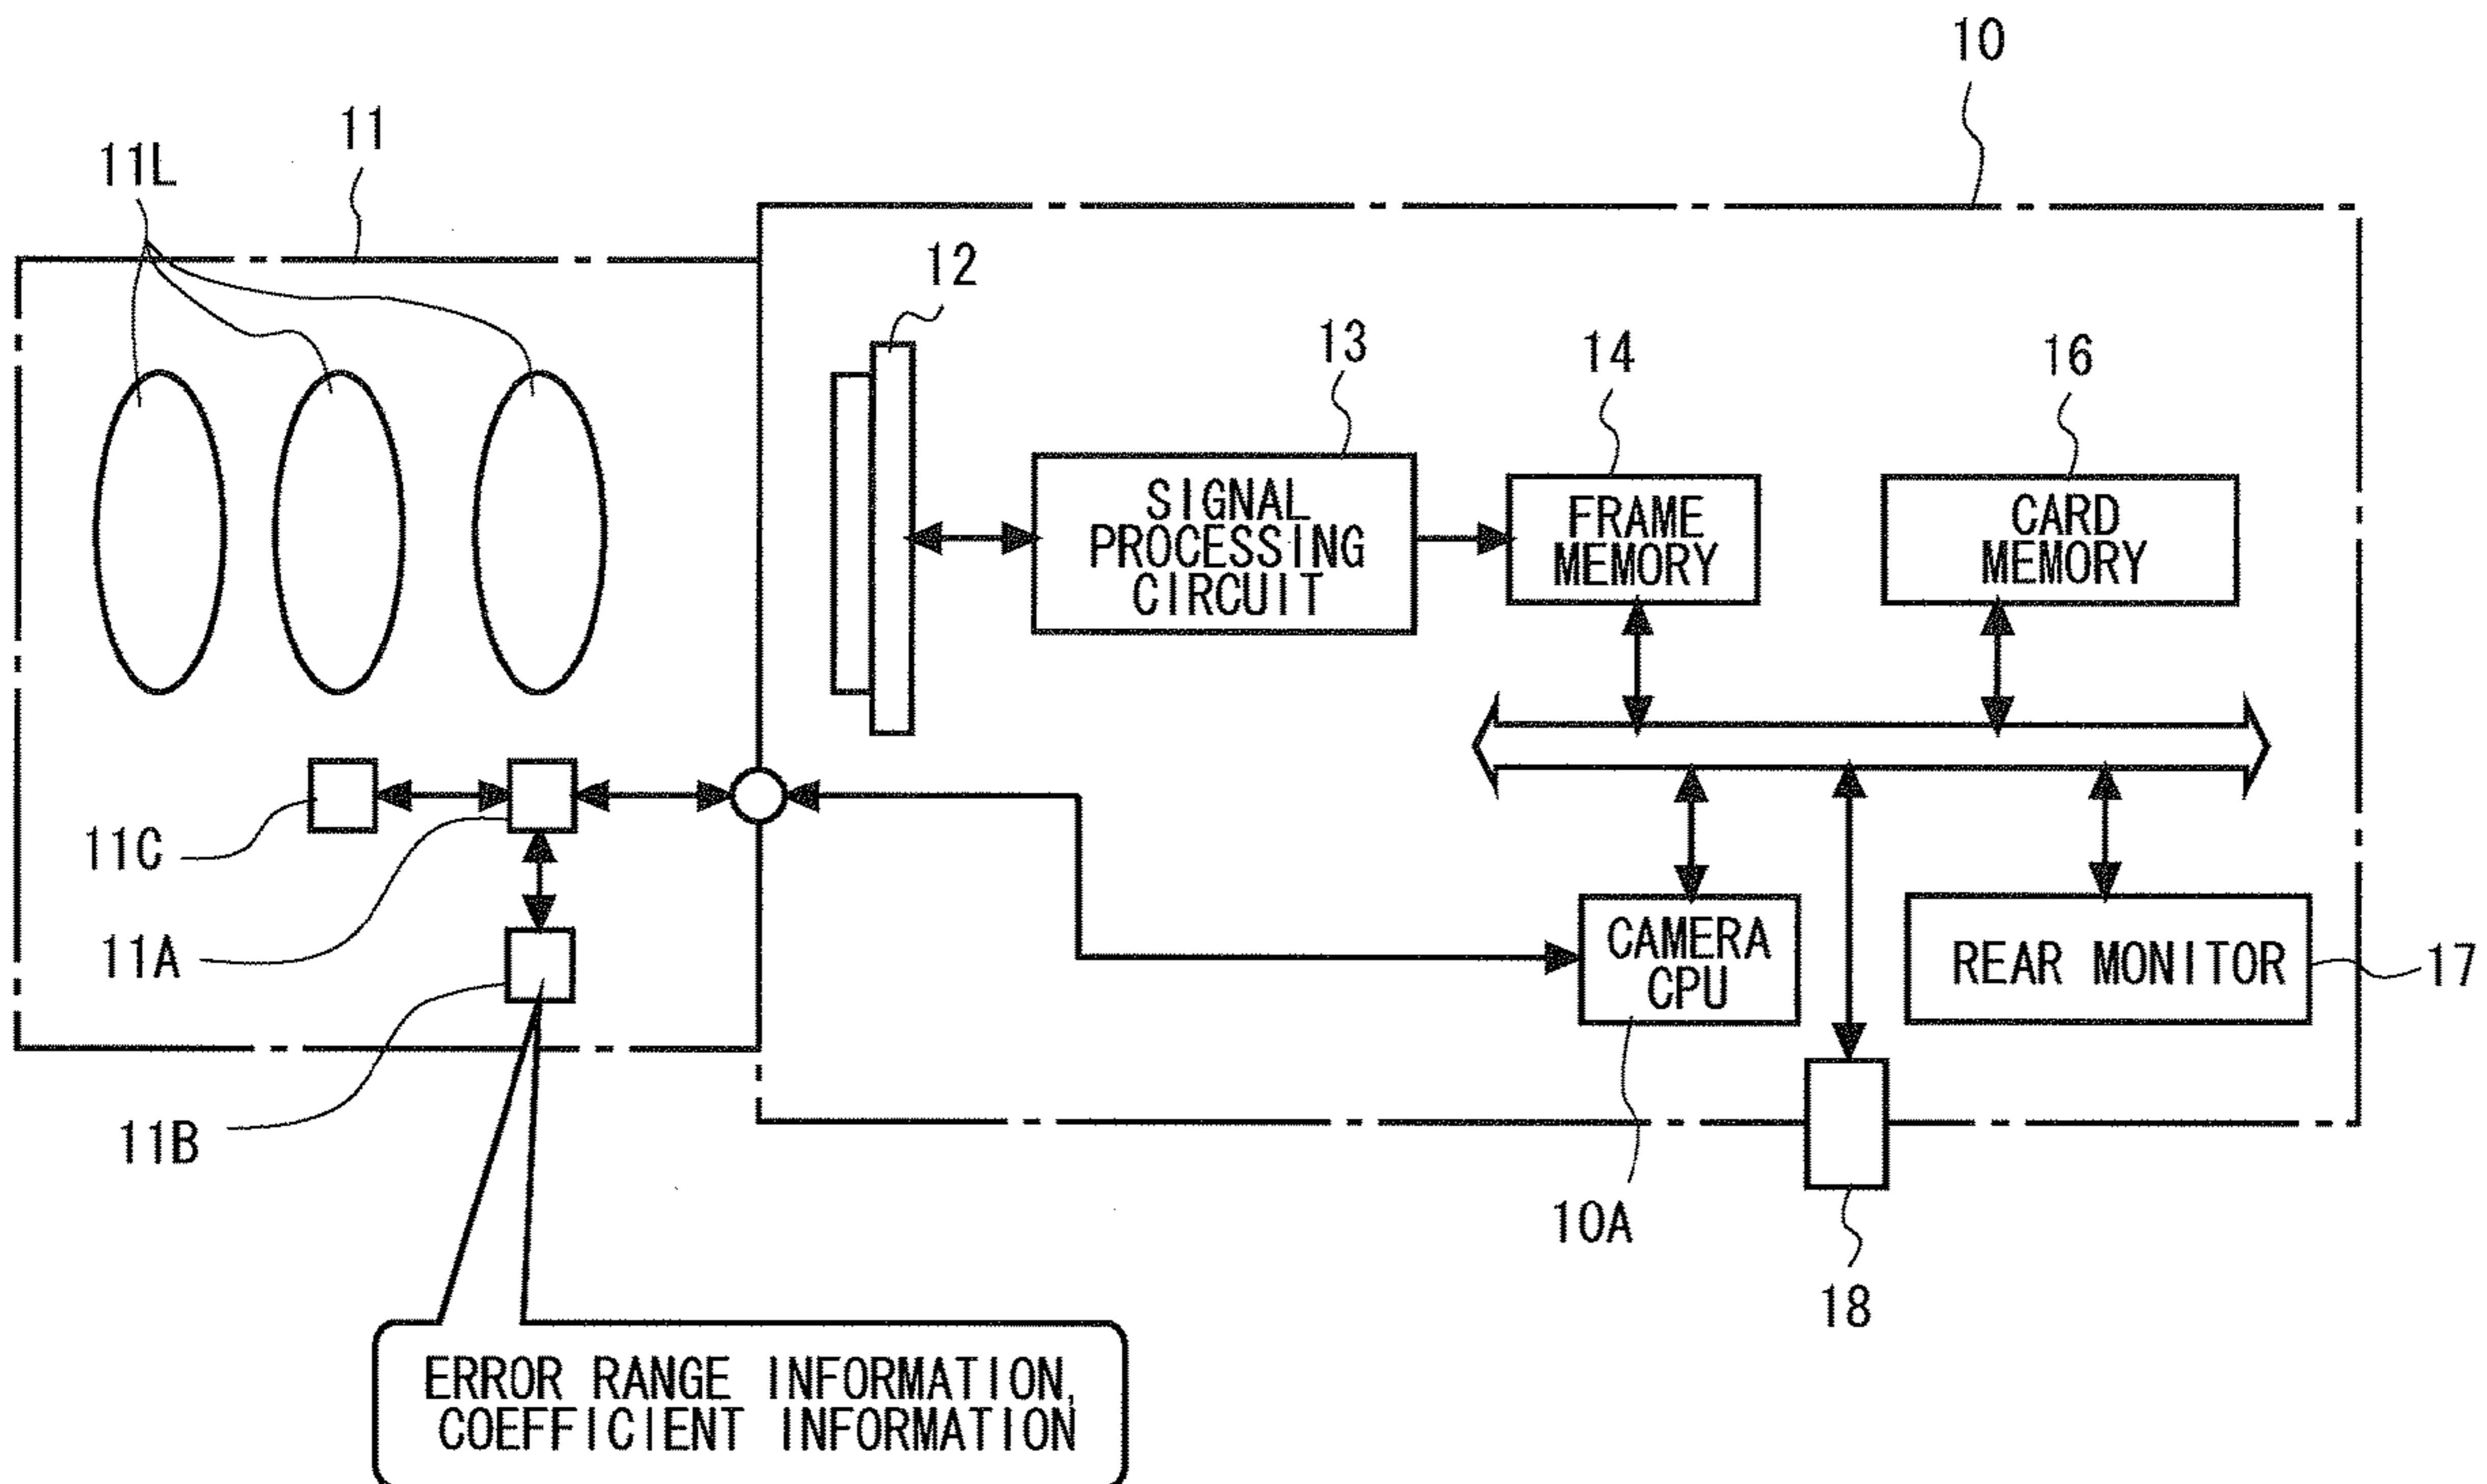 10
11
11L
12
13
14
16
SIGNAL
PROCESSING
CIRCUIT
FRAME
MEMORY
CARD
MEMORY
11C
11A
CAMERA
CPU
REAR MONITOR
17
11B
10A
18
ERROR RANGE INFORMATION,
COEFFICIENT INFORMATION